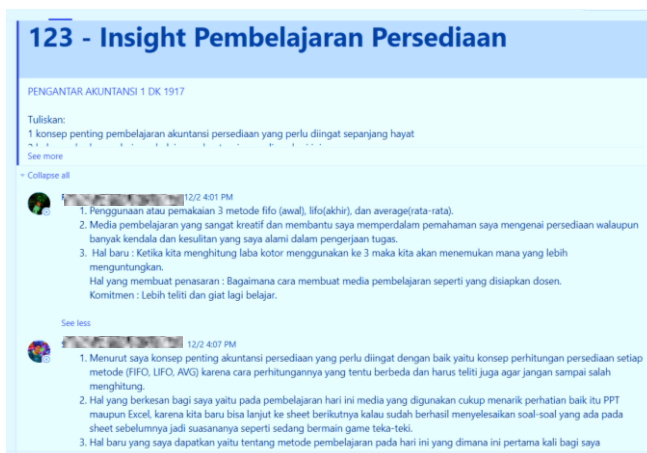 123 - Insight Pembelajaran Persediaan
PENGANTAR AKUNTANSI 1 DK 1917
Tuliskan:
1 konsep penting pembelajaran akuntansi persediaan yang perlu diingat sepanjang hayat
See more
Collapse all
12/2 4:01 PM
1. Penggunaan atau pemakaian 3 metode fifo (awal), lifo(akhir), dan average(rata-rata).
2. Media pembelajaran yang sangat kreatif dan membantu saya memperdalam pemahaman saya mengenai persediaan walaupun
banyak kendala dan kesulitan yang saya alami dalam pengerjaan tugas.
3. Hal baru : Ketika kita menghitung laba kotor menggunakan ke 3 maka kita akan menemukan mana yang lebih
menguntungkan.
Hal yang membuat penasaran : Bagaimana cara membuat media pembelajaran seperti yang disiapkan dosen.
Komitmen : Lebih teliti dan giat lagi belajar.
See less
12/2 4:07 PM
1. Menurut saya konsep penting akuntansi persediaan yang perlu diingat dengan baik yaitu konsep perhitungan persediaan setiap
metode (FIFO, LIFO, AVG) karena cara perhitungannya yang tentu berbeda dan harus teliti juga agar jangan sampai salah
menghitung.
2. Hal yang berkesan bagi saya yaitu pada pembelajaran hari ini media yang digunakan cukup menarik perhatian baik itu PPT
maupun Excel, karena kita baru bisa lanjut ke sheet berikutnya kalau sudah berhasil menyelesaikan soal-soal yang ada pada
sheet sebelumnya jadi suasananya seperti sedang bermain game teka-teki.
3. Hal baru yang saya dapatkan yaitu tentang metode pembelajaran pada hari ini yang dimana ini pertama kali bagi saya